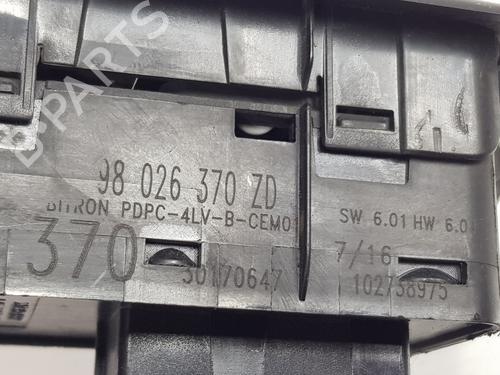 B-Parts
98 026 370 ZD
BITRON PDPC-4LV-B-CEM01
SW 6.01 HW 6.0
370
30170647
7/16
102738975